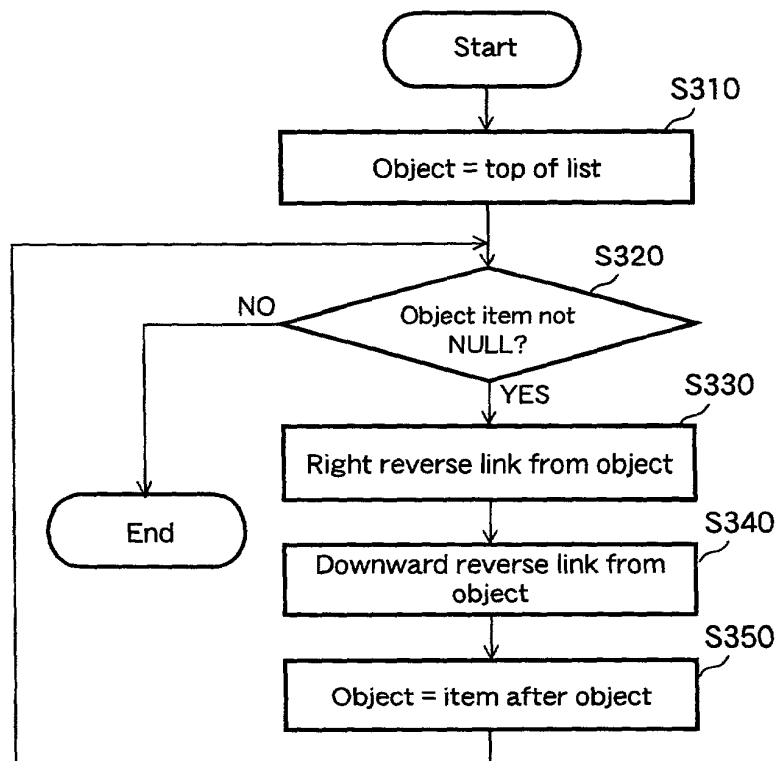 Start
S310
Object = top of list
S320
NO
Object item not
NULL?
YES
S330
Right reverse link from object
End
S340
Downward reverse link from
object
S350
Object = item after object